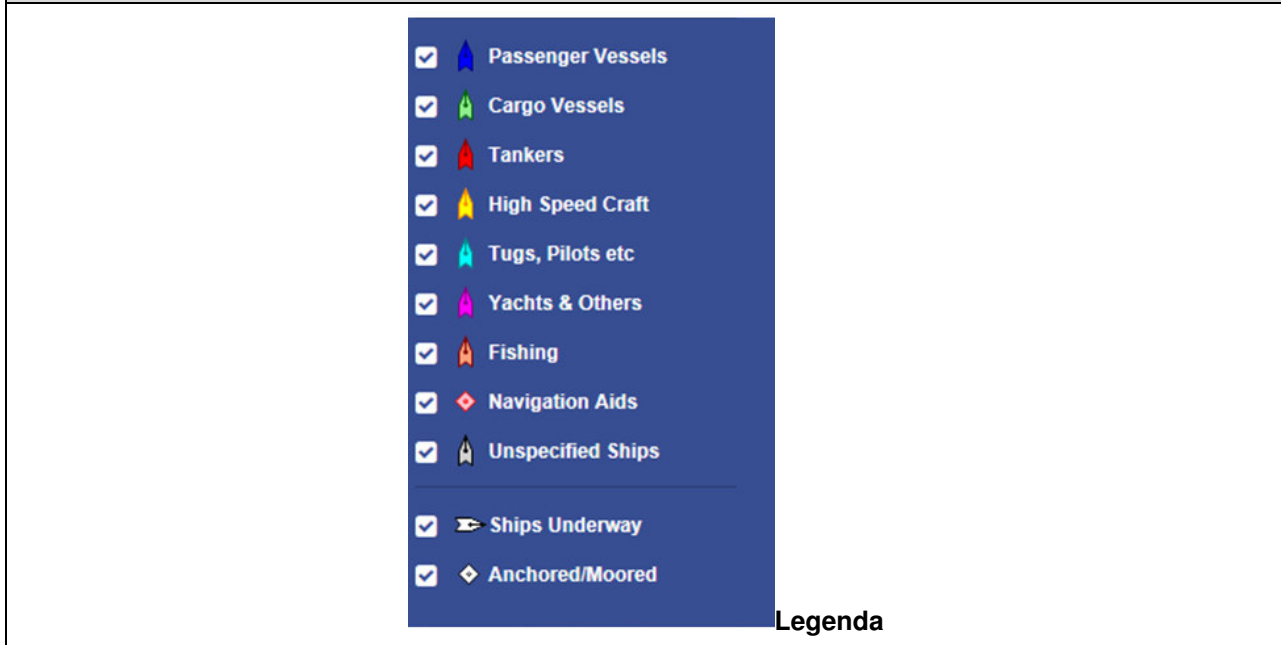 Passenger Vessels
Cargo Vessels
Tankers
High Speed Craft
Tugs, Pilots etc
Yachts & Others
Fishing
Navigation Aids
Unspecified Ships
Ships Underway
Anchored/Moored
Legenda